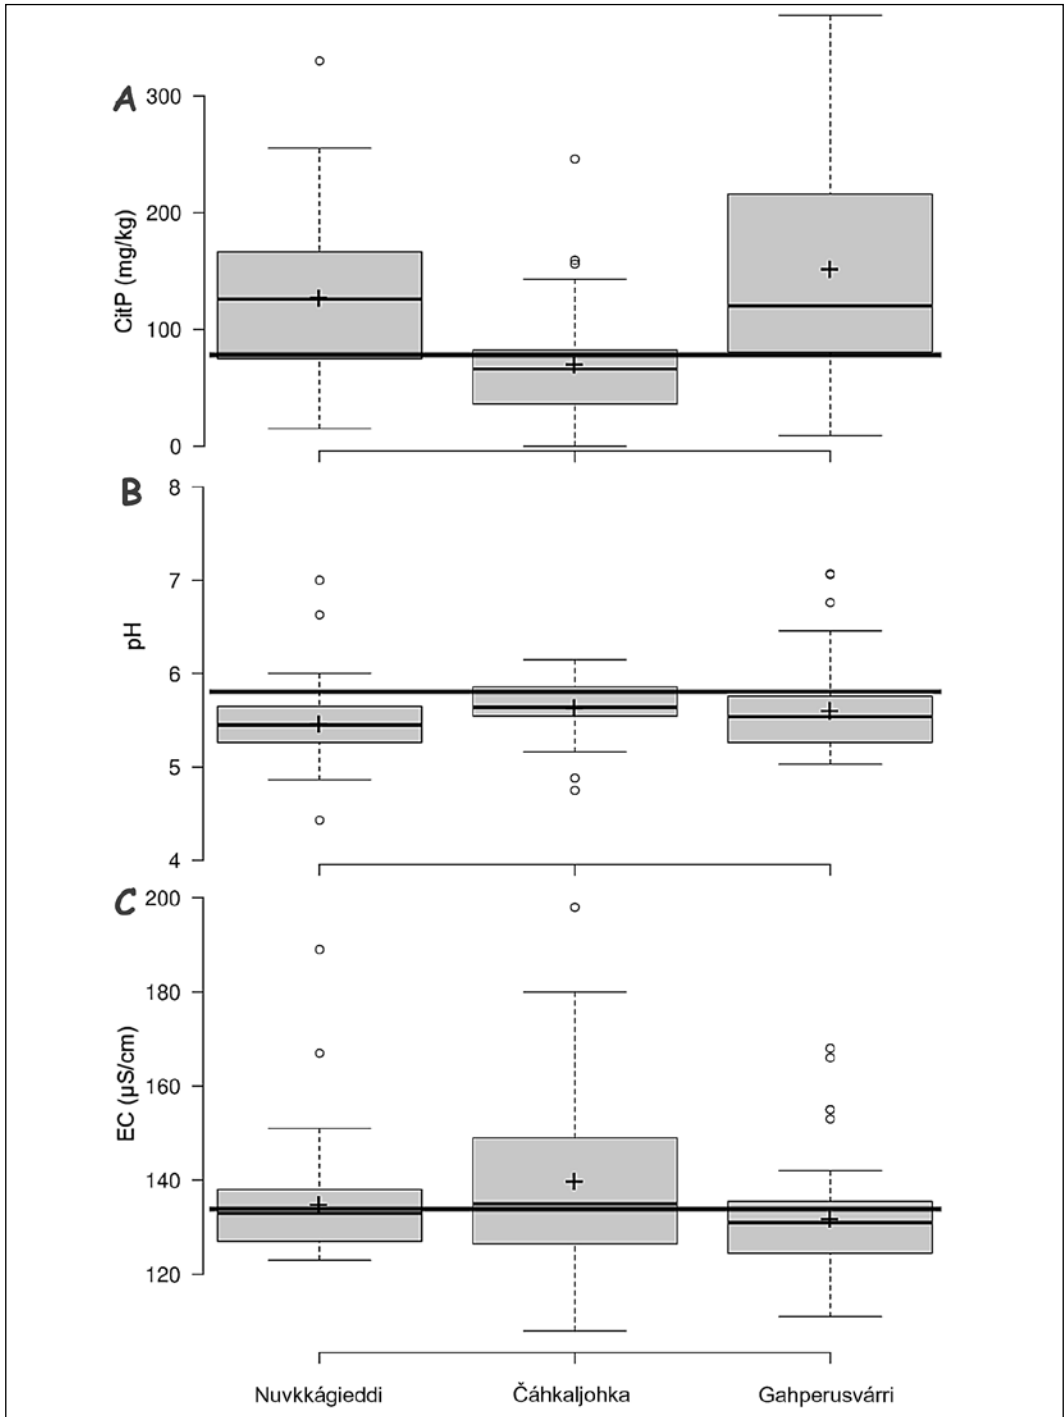 A
300
200
100
0
CitP (mg/kg)
B
8
7
6
5
4
pH
C
200
180
160
140
120
EC (µS/cm)
Nuvkkágieddi
Čáhkaljohka
Gahperusvárri